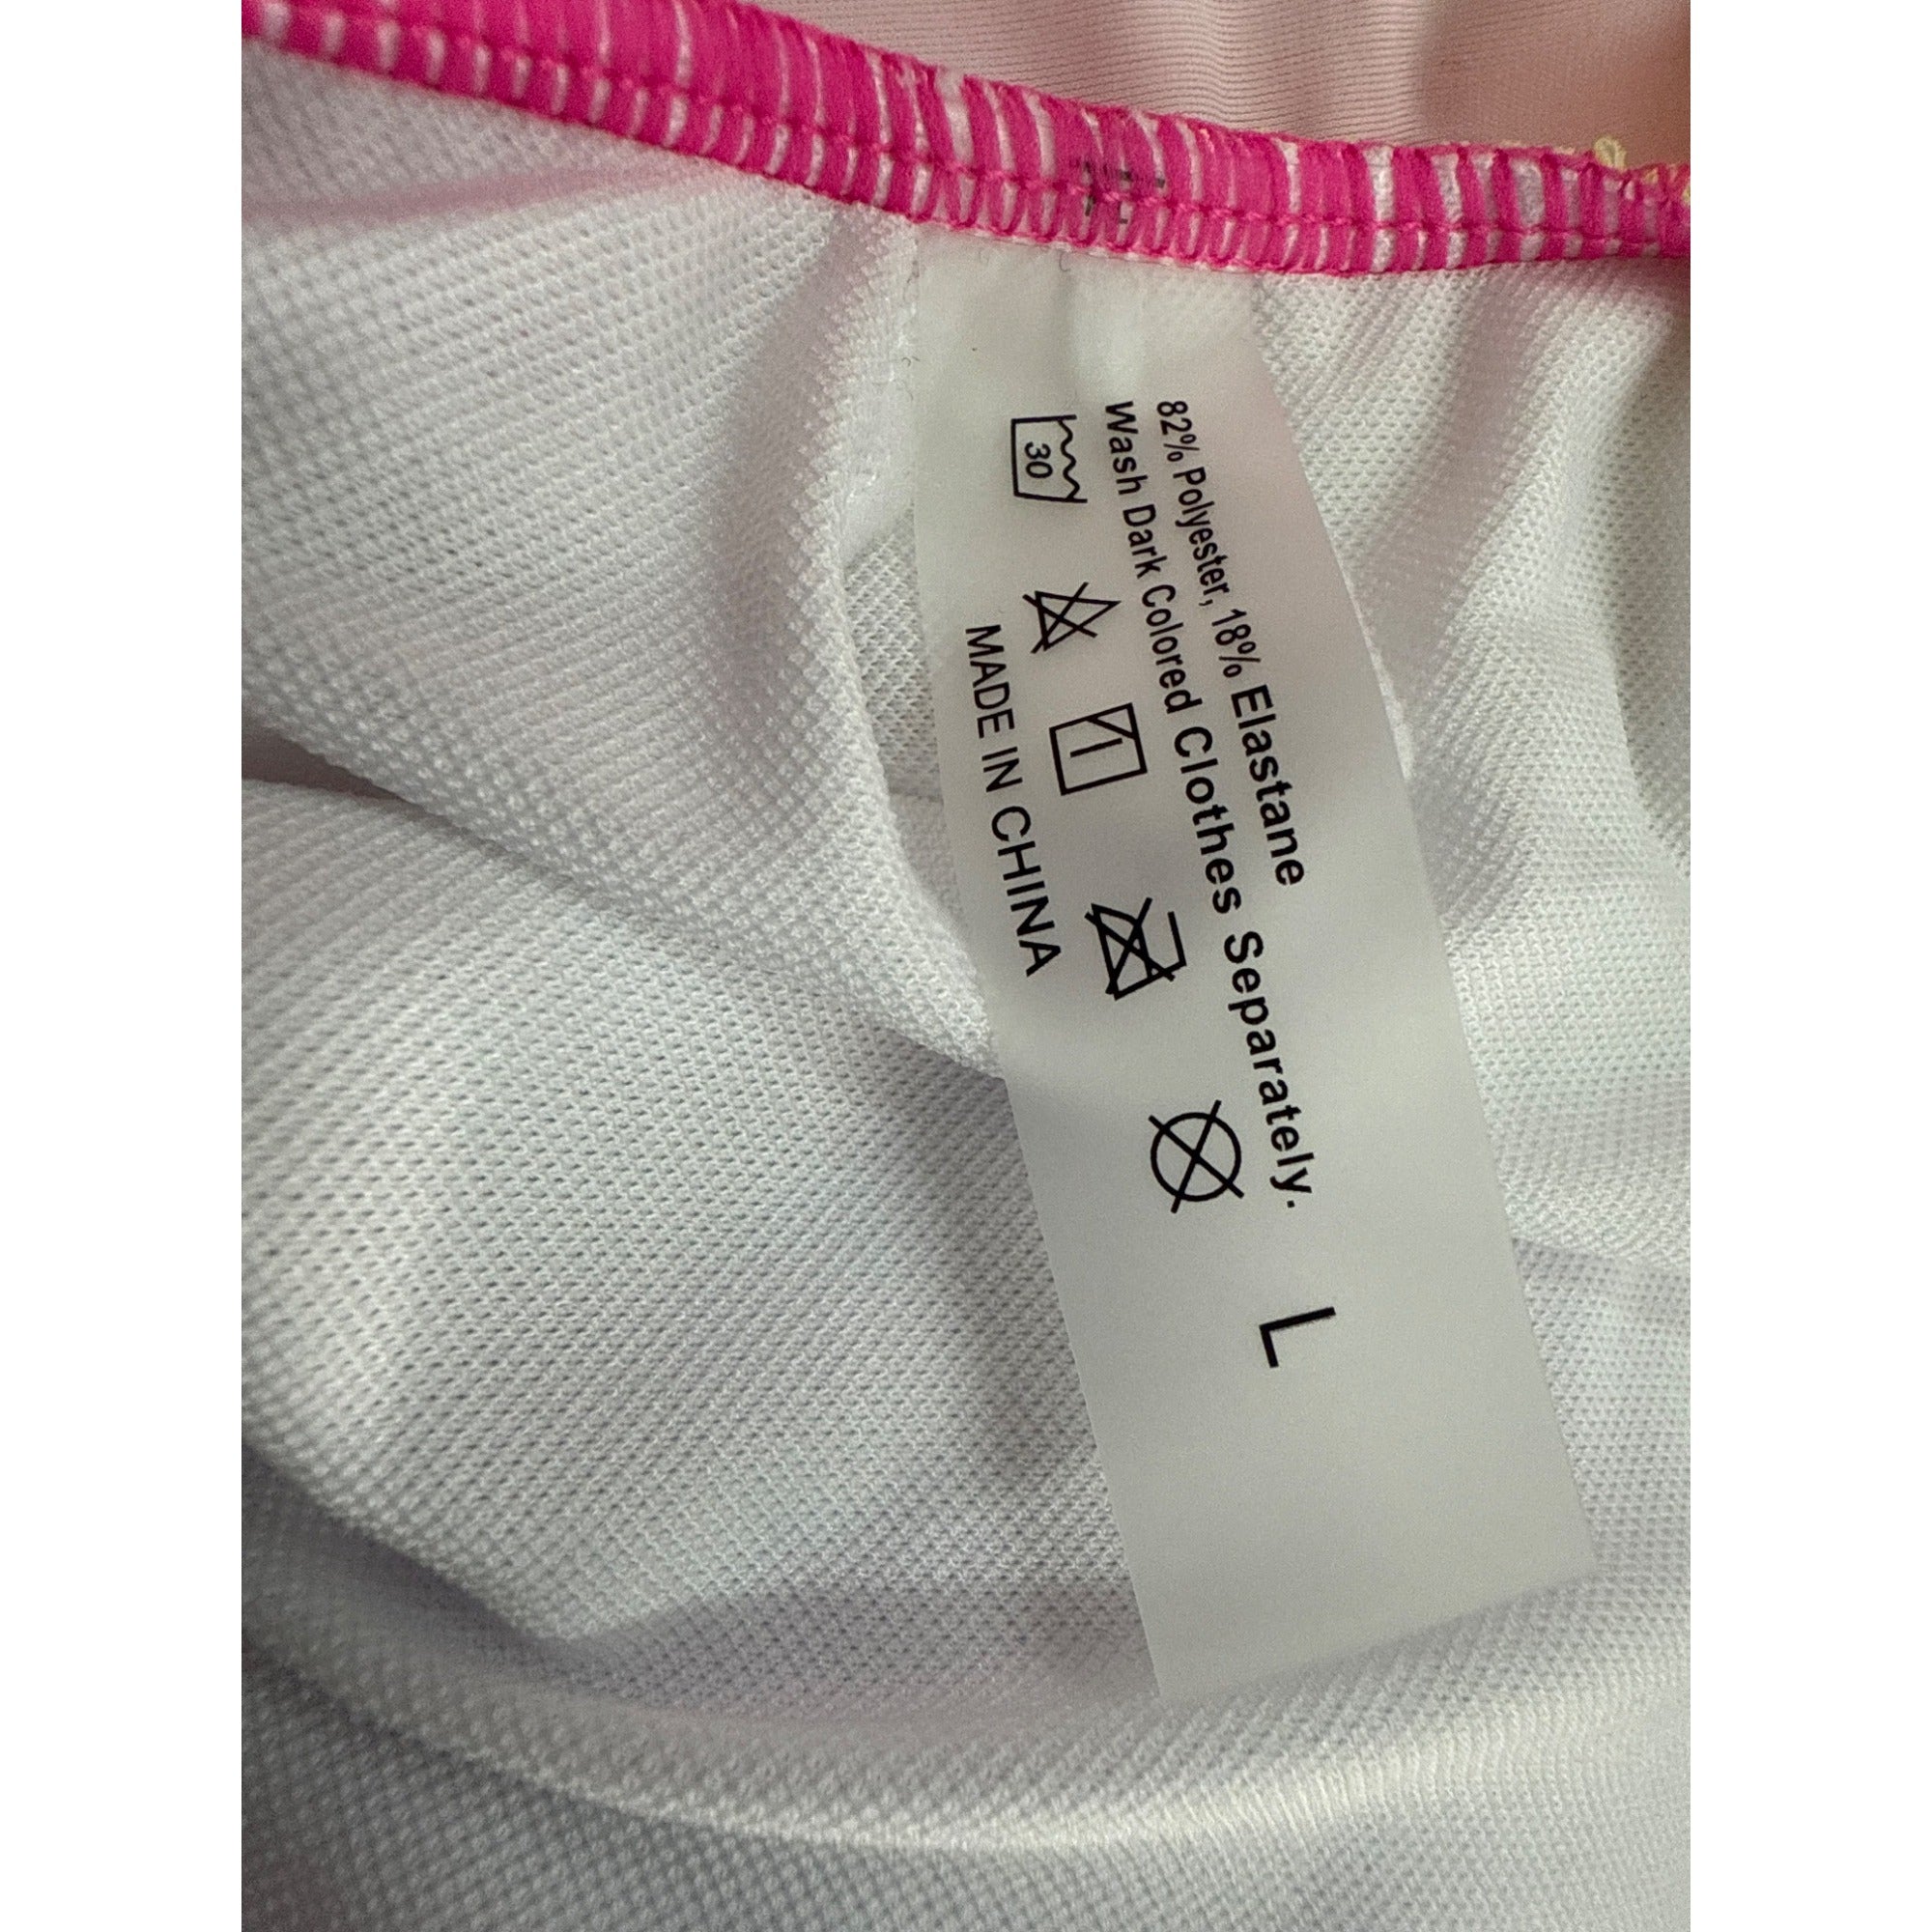 82% Polyester, 18% Elastane
Wash Dark Colored Clothes Separately.
30
MADE IN CHINA
L